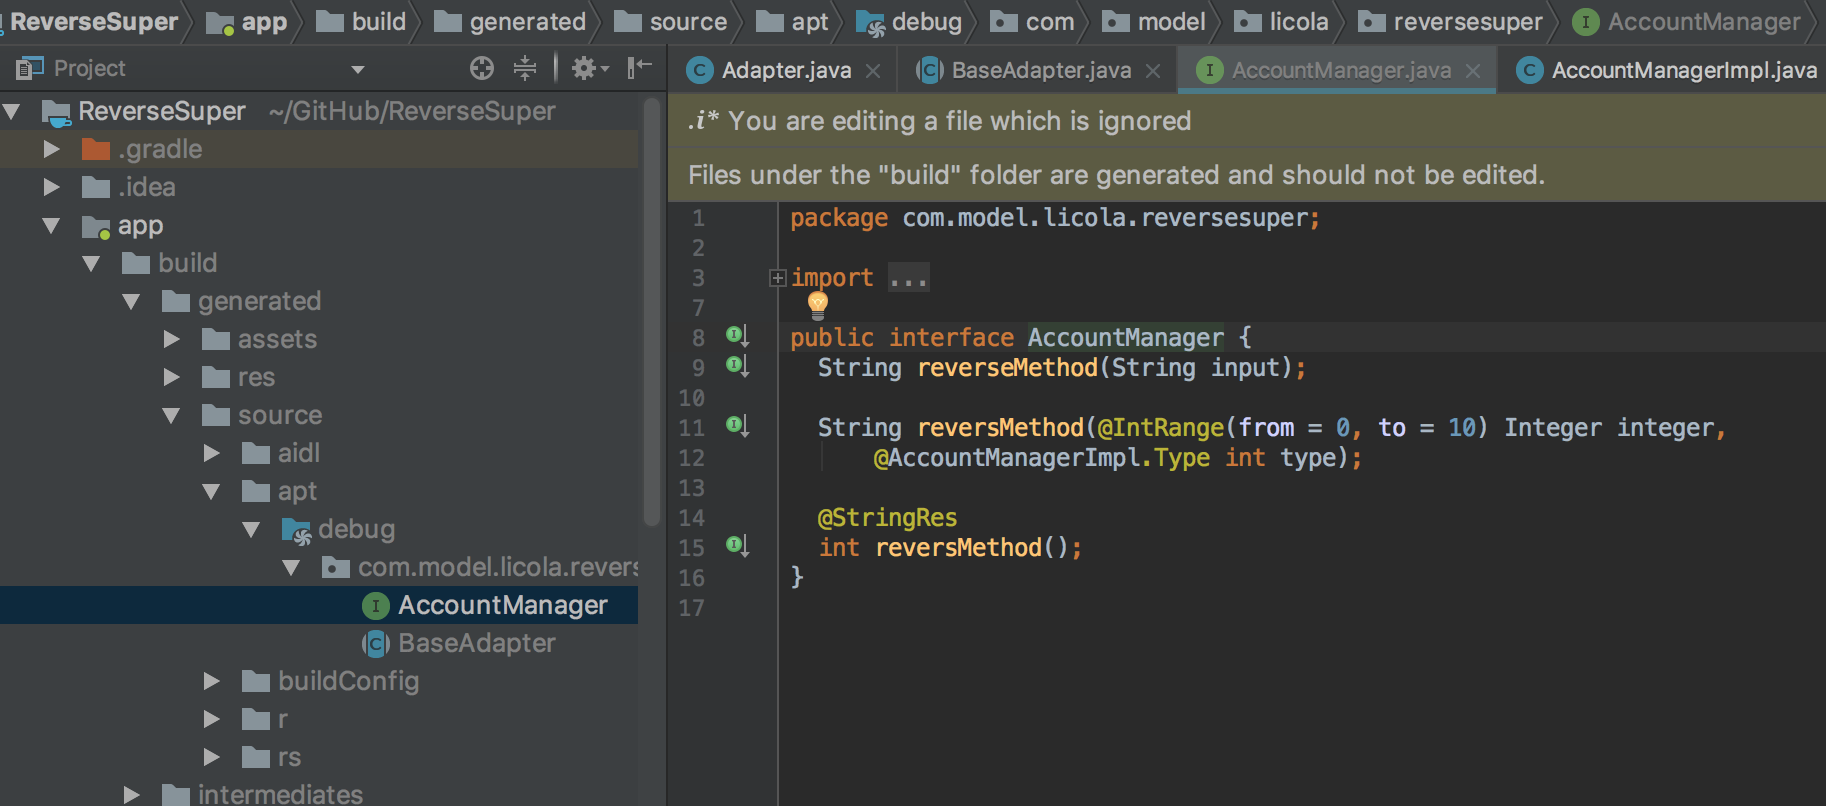 ReverseSuper app build generated source apt debug com model licola reversesuper AccountManager
Project
Adapter.java BaseAdapter.java AccountManager.java AccountManagerImpl.java
ReverseSuper ~/GitHub/ReverseSuper
.gradle
.idea
app
build
generated
assets
res
source
aidl
apt
debug
com.model.licola.revers
AccountManager
BaseAdapter
buildConfig
r
rs
intermediates
.i* You are editing a file which is ignored
Files under the "build" folder are generated and should not be edited.
1 package com.model.licola.reversesuper;
2
3 import ...
7
8 public interface AccountManager {
9 String reverseMethod(String input);
10
11 String reversMethod(@IntRange(from = 0, to = 10) Integer integer,
12 @AccountManagerImpl.Type int type);
13
14 @StringRes
15 int reversMethod();
16 }
17